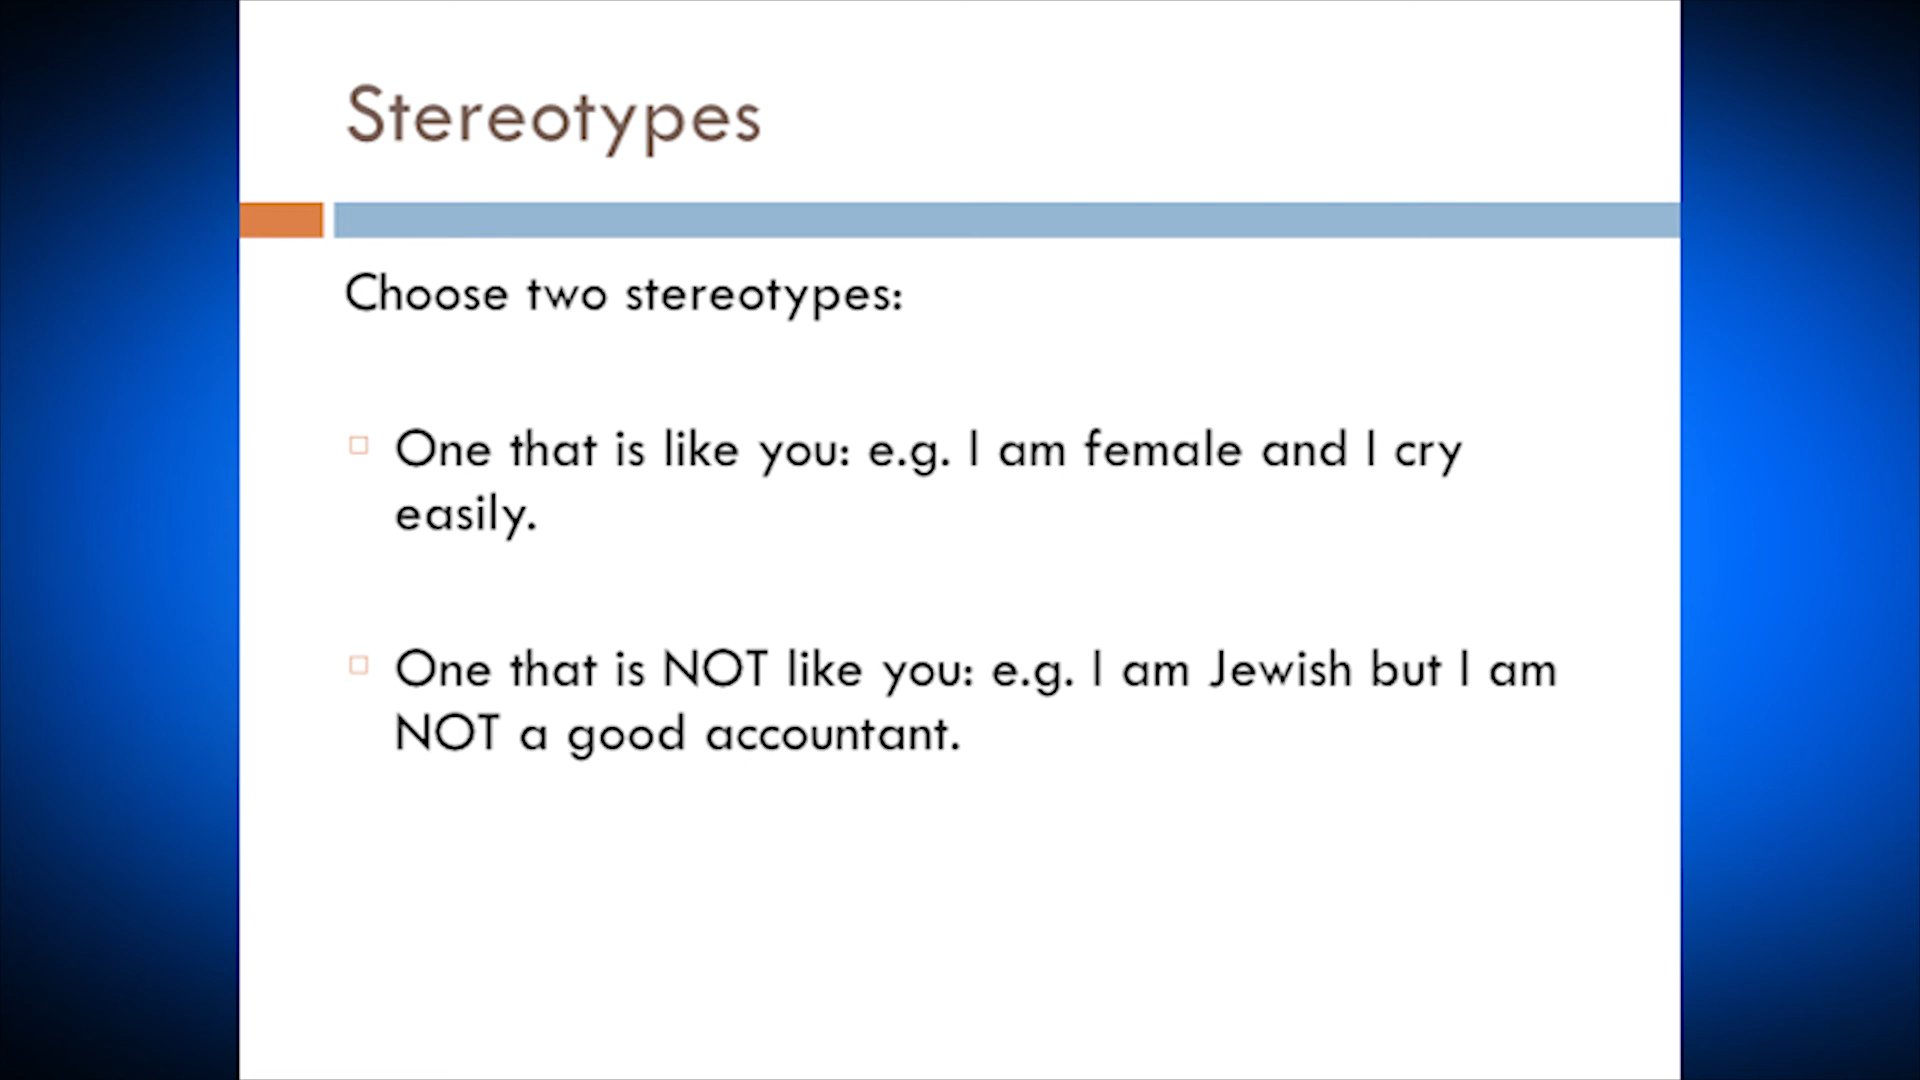 Stereotypes
Choose two stereotypes:
One that is like you: e.g. I am female and I cry
easily.
One that is NOT like you: e.g. I am Jewish but I am
NOT a good accountant.